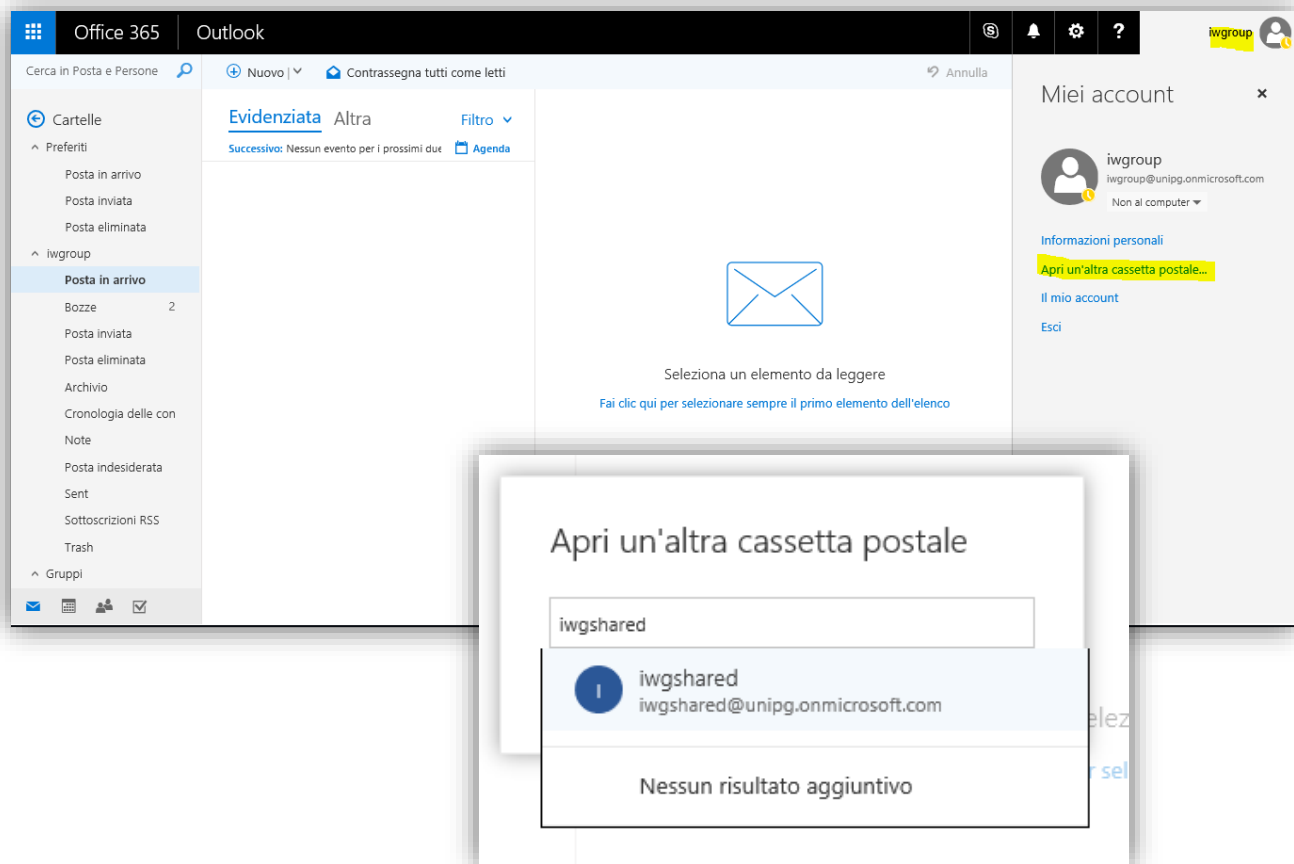 Office 365
Outlook
?
iwgroup
Cerca in Posta e Persone
Nuovo |
Contrassegna tutti come letti
Annulla
Cartelle
Preferiti
Posta in arrivo
Posta inviata
Posta eliminata
iwgroup
Posta in arrivo
Bozze 2
Posta inviata
Posta eliminata
Archivio
Cronologia delle con
Note
Posta indesiderata
Sent
Sottoscrizioni RSS
Trash
Gruppi
Evidenziata Altra Filtro
Successivo: Nessun evento per i prossimi due Agenda
Seleziona un elemento da leggere
Fai clic qui per selezionare sempre il primo elemento dell'elenco
Miei account
iwgroup
iwgroup@unipg.onmicrosoft.com
Non al computer
Informazioni personali
Apri un'altra cassetta postale...
Il mio account
Esci
Apri un'altra cassetta postale
iwgshared
I
iwgshared
iwgshared@unipg.onmicrosoft.com
Nessun risultato aggiuntivo
elez
r sel